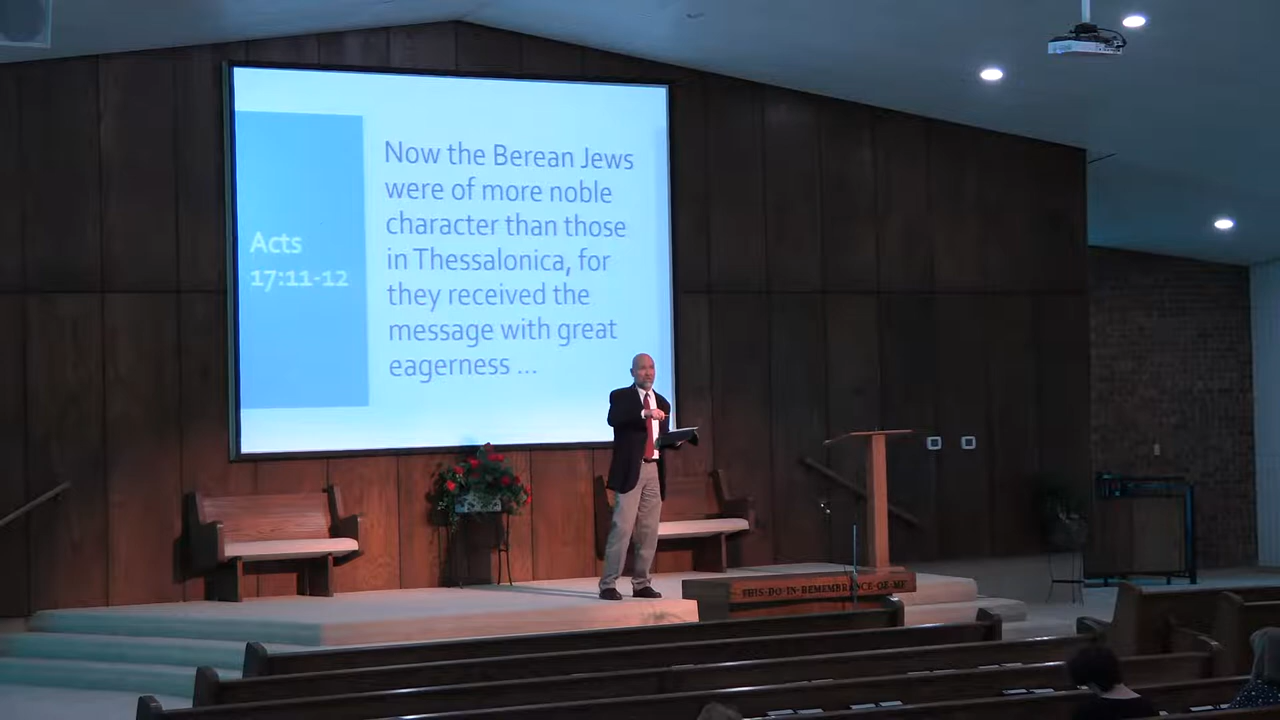 Acts
17:11-12
Now the Berean Jews
were of more noble
character than those
in Thessalonica, for
they received the
message with great
eagerness ...
THIS·DO·IN·REMEMBRANCE·OF·ME